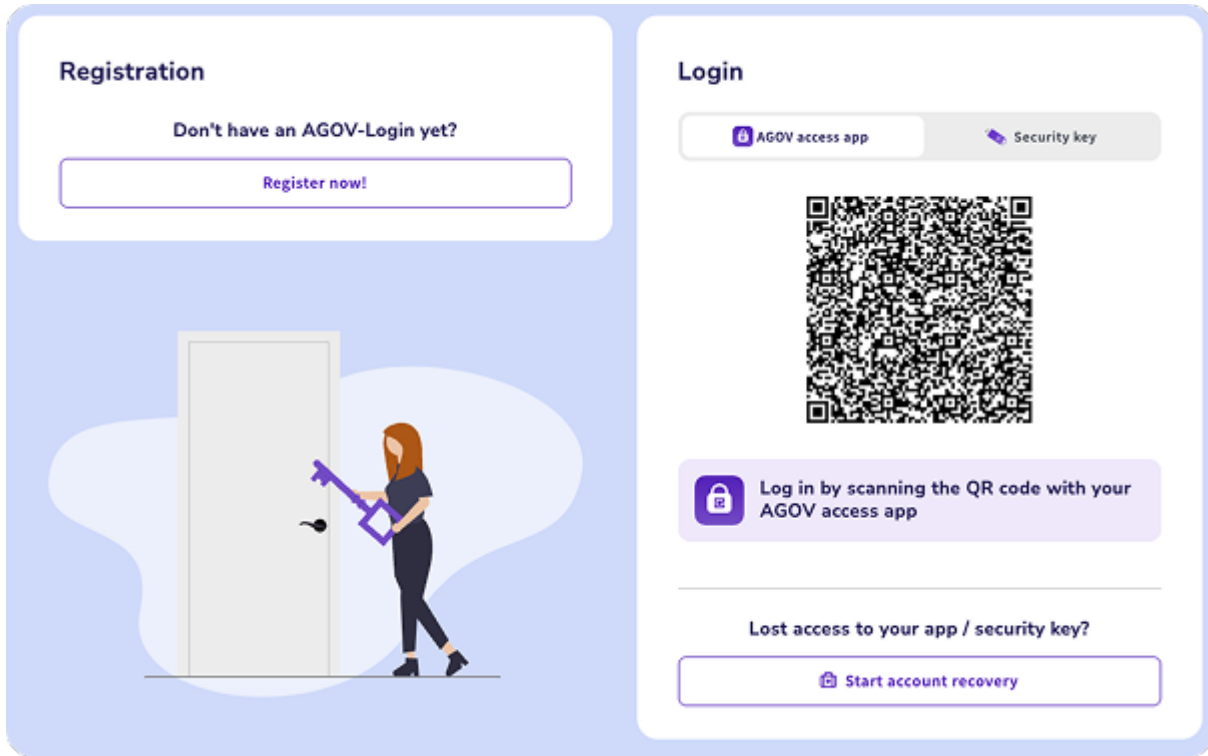 Registration
Don't have an AGOV-Login yet?
Register now!
Login
AGOV access app
Security key
Log in by scanning the QR code with your
AGOV access app
Lost access to your app / security key?
Start account recovery